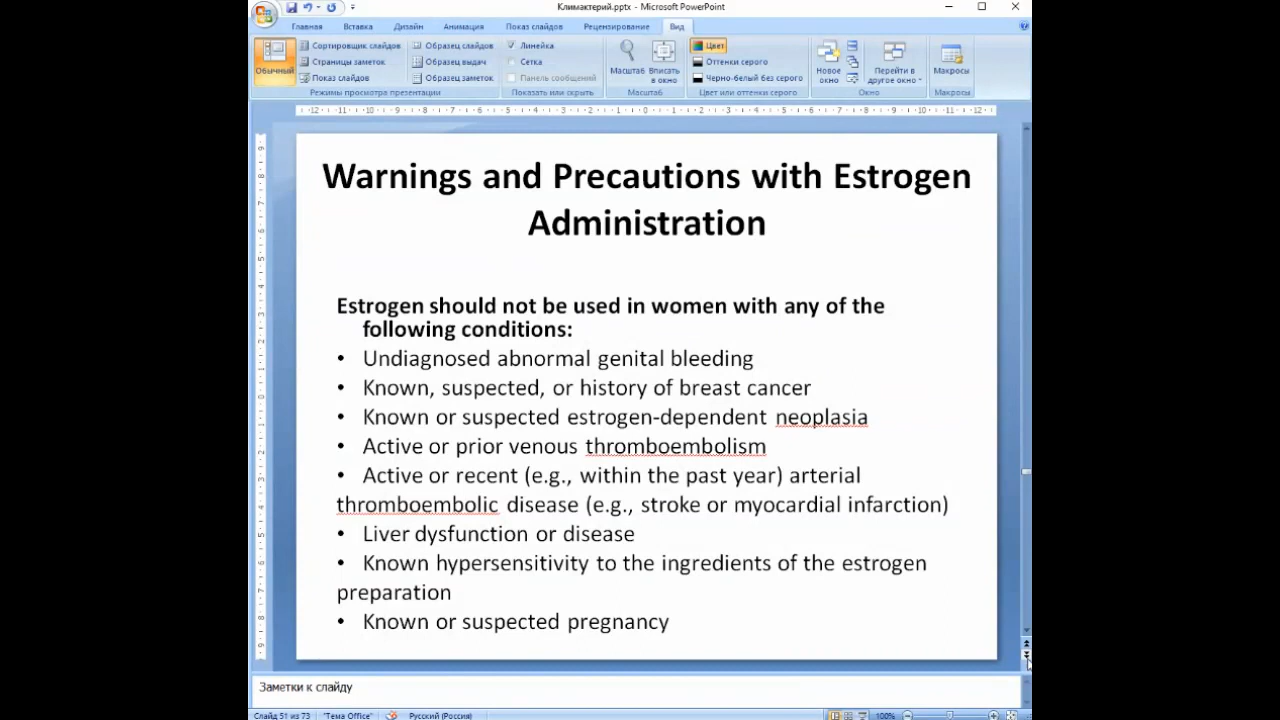 Климактерий.pptx - Microsoft PowerPoint
Главная Вставка Дизайн Анимация Показ слайдов Рецензирование Вид
Обычный
Сортировщик слайдов
Страницы заметок
Показ слайдов
Режимы просмотра презентации
Образец слайдов
Образец выдач
Образец заметок
Линейка
Сетка
Панель сообщений
Показать или скрыть
Масштаб
Вписать в окно
Масштаб
Цвет
Оттенки серого
Черно-белый без серого
Цвет или оттенки серого
Новое окно
Перейти в другое окно
Окно
Макросы
Макросы
Warnings and Precautions with Estrogen
Administration
Estrogen should not be used in women with any of the
following conditions:
• Undiagnosed abnormal genital bleeding
• Known, suspected, or history of breast cancer
• Known or suspected estrogen-dependent neoplasia
• Active or prior venous thromboembolism
• Active or recent (e.g., within the past year) arterial
thromboembolic disease (e.g., stroke or myocardial infarction)
• Liver dysfunction or disease
• Known hypersensitivity to the ingredients of the estrogen
preparation
• Known or suspected pregnancy
Заметки к слайду
Слайд 51 из 73 "Тема Office" Русский (Россия) 100%